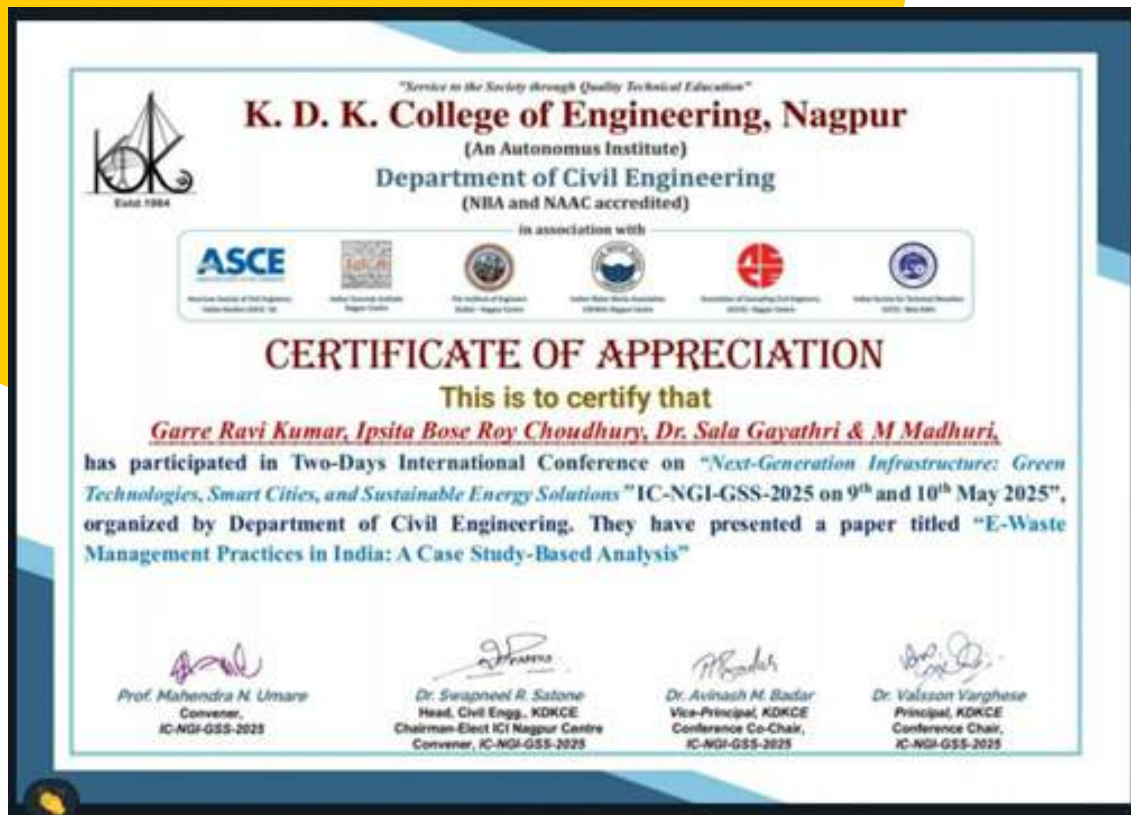 "Service to the Society through Quality Technical Education"
K. D. K. College of Engineering, Nagpur
(An Autonomus Institute)
Department of Civil Engineering
(NBA and NAAC accredited)
KDK
Estd.1984
in association with
ASCE
CERTIFICATE OF APPRECIATION
This is to certify that
Garre Ravi Kumar, Ipsita Bose Roy Choudhury, Dr. Sala Gayathri & M Madhuri,
has participated in Two-Days International Conference on "Next-Generation Infrastructure: Green
Technologies, Smart Cities, and Sustainable Energy Solutions "IC-NGI-GSS-2025 on 9th and 10th May 2025",
organized by Department of Civil Engineering. They have presented a paper titled "E-Waste
Management Practices in India: A Case Study-Based Analysis"
Prof. Mahendra N. Umare
Convener,
IC-NGI-GSS-2025
Dr. Swapneel R. Satone
Head, Civil Engg., KDKCE
Chairman-Elect ICI Nagpur Centre
Convener, IC-NGI-GSS-2025
Dr. Avinash M. Badar
Vice-Principal, KDKCE
Conference Co-Chair,
IC-NGI-GSS-2025
Dr. Valsson Varghese
Principal, KDKCE
Conference Chair,
IC-NGI-GSS-2025